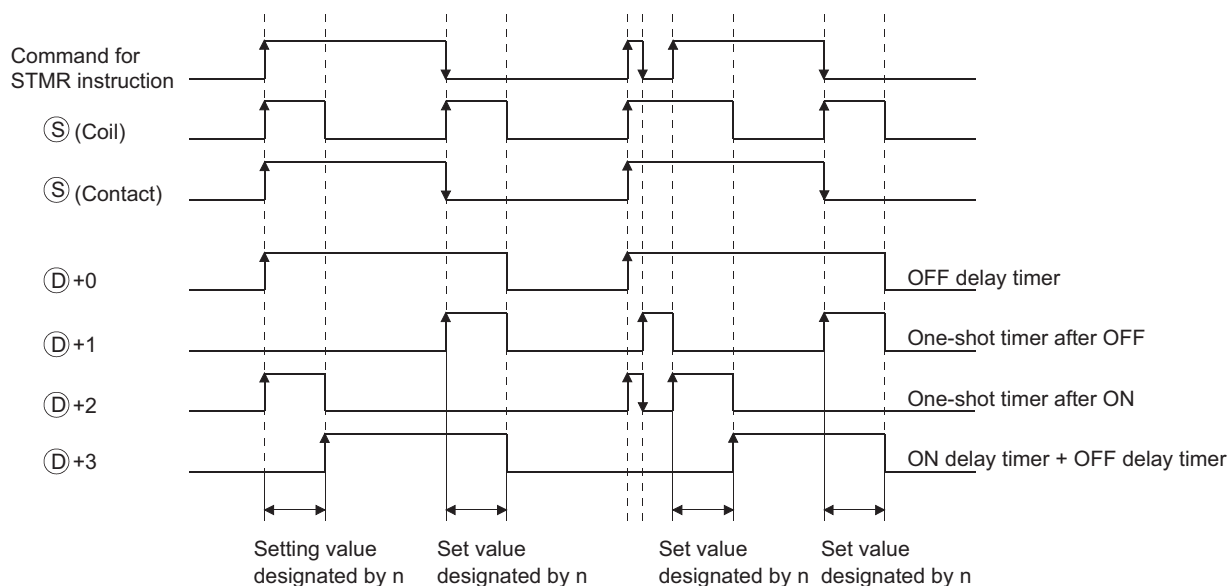 Command for
STMR instruction
Ⓢ (Coil)
Ⓢ (Contact)
Ⓓ+0
OFF delay timer
Ⓓ+1
One-shot timer after OFF
Ⓓ+2
One-shot timer after ON
Ⓓ+3
ON delay timer + OFF delay timer
Setting value
designated by n
Set value
designated by n
Set value
designated by n
Set value
designated by n